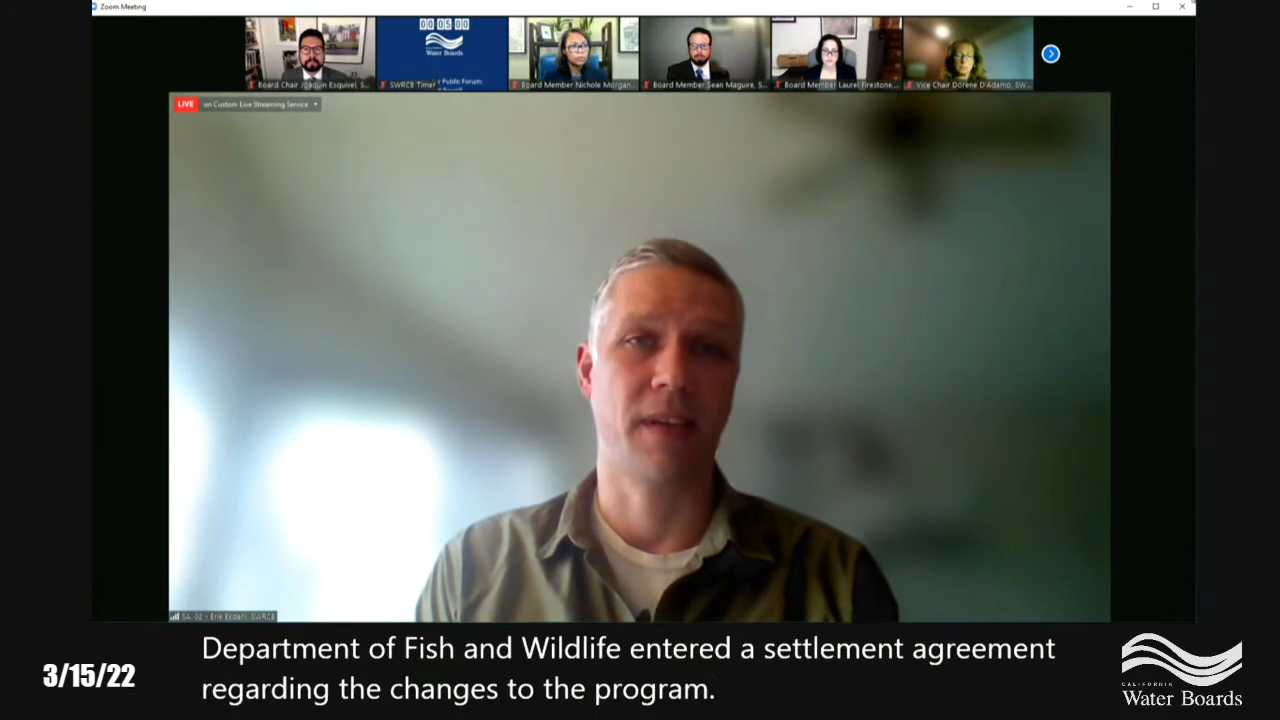 Zoom Meeting
00:05:00
CALIFORNIA
Water Boards
Public Forum:
Board Chair Joaquin Esquivel, S...
SWRCB Timer
Board Member Nichole Morgan...
Board Member Sean Maguire, S...
Board Member Laurel Firestone,...
Vice Chair Dorene D'Adamo, SW...
LIVE on Custom Live Streaming Service
SA: 02 - Erik Ekdahl, SWRCB
Department of Fish and Wildlife entered a settlement agreement
regarding the changes to the program.
3/15/22
CALIFORNIA
Water Boards